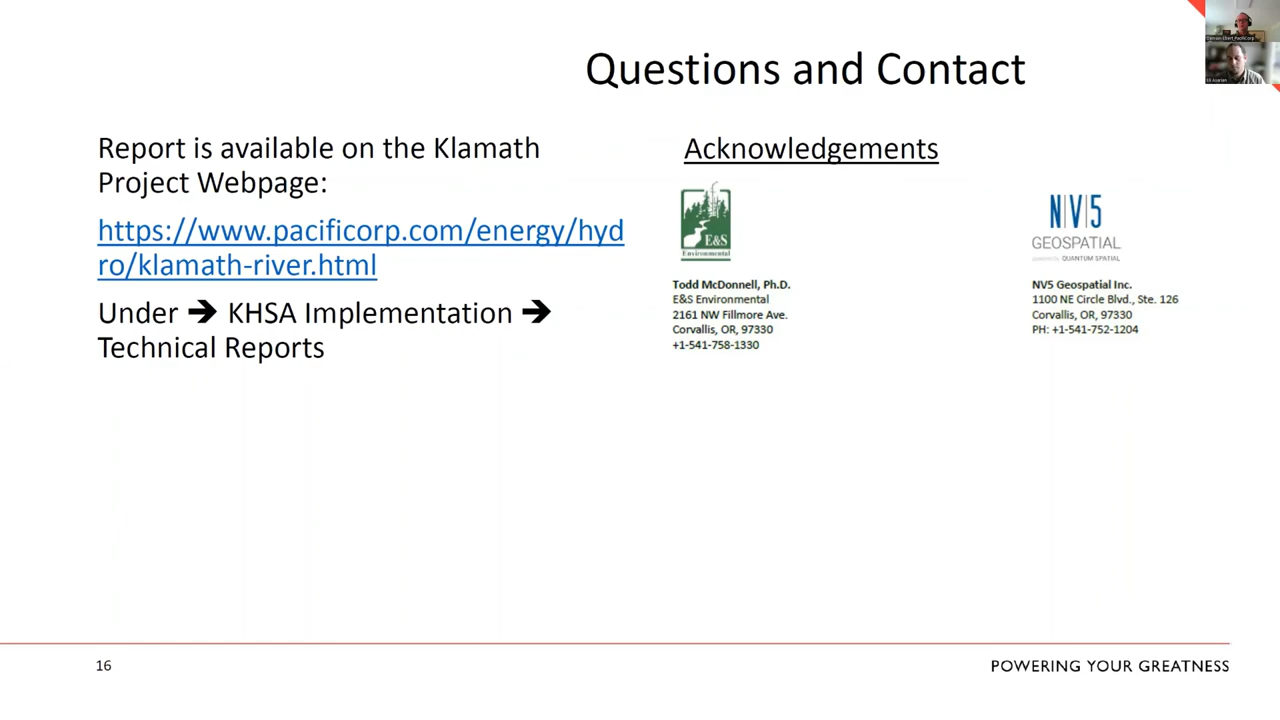 Questions and Contact
Report is available on the Klamath
Project Webpage:
https://www.pacificorp.com/energy/hyd
ro/klamath-river.html
Under ➔ KHSA Implementation ➔
Technical Reports
Acknowledgements
E&S
Environmental
Todd McDonnell, Ph.D.
E&S Environmental
2161 NW Fillmore Ave.
Corvallis, OR, 97330
+1-541-758-1330
N|V|5
GEOSPATIAL
QUANTUM SPATIAL
NV5 Geospatial Inc.
1100 NE Circle Blvd., Ste. 126
Corvallis, OR, 97330
PH: +1-541-752-1204
16
POWERING YOUR GREATNESS